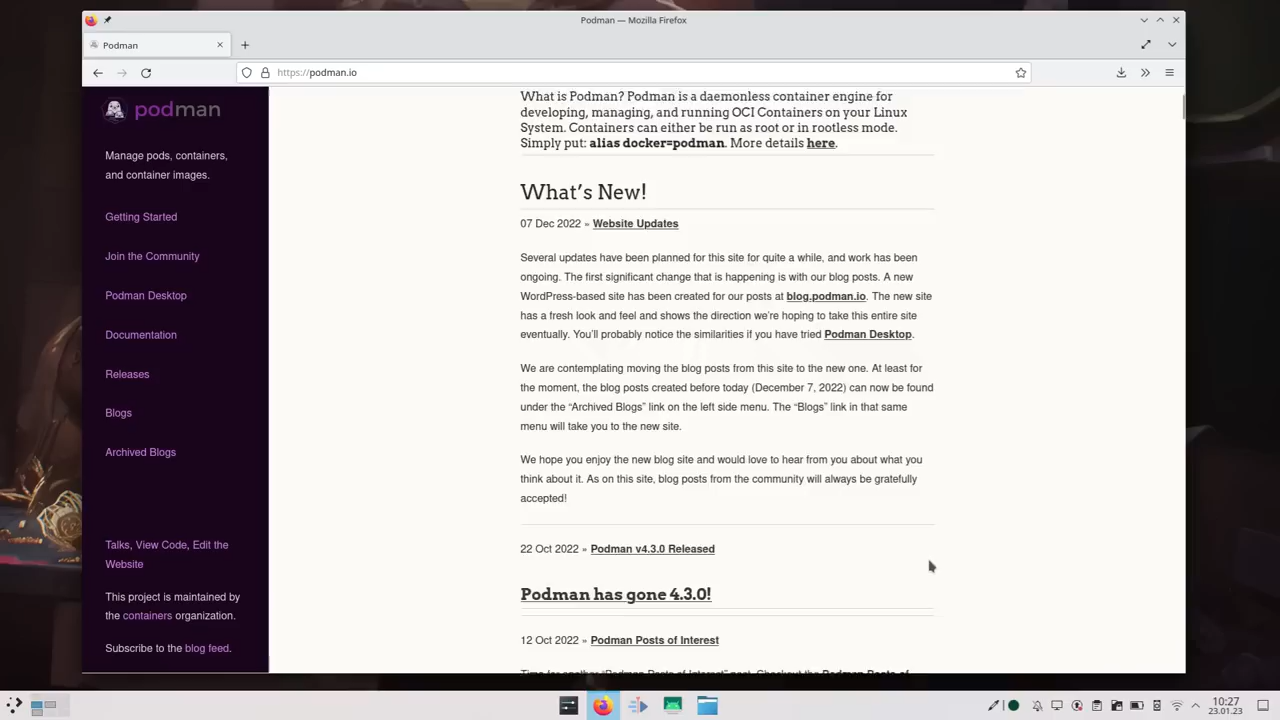 Podman — Mozilla Firefox
Podman
https://podman.io
podman
Manage pods, containers,
and container images.
Getting Started
Join the Community
Podman Desktop
Documentation
Releases
Blogs
Archived Blogs
Talks, View Code, Edit the
Website
This project is maintained by
the containers organization.
Subscribe to the blog feed.
What is Podman? Podman is a daemonless container engine for
developing, managing, and running OCI Containers on your Linux
System. Containers can either be run as root or in rootless mode.
Simply put: alias docker=podman. More details here.
What’s New!
07 Dec 2022 » Website Updates
Several updates have been planned for this site for quite a while, and work has been
ongoing. The first significant change that is happening is with our blog posts. A new
WordPress-based site has been created for our posts at blog.podman.io. The new site
has a fresh look and feel and shows the direction we’re hoping to take this entire site
eventually. You’ll probably notice the similarities if you have tried Podman Desktop.
We are contemplating moving the blog posts from this site to the new one. At least for
the moment, the blog posts created before today (December 7, 2022) can now be found
under the “Archived Blogs” link on the left side menu. The “Blogs” link in that same
menu will take you to the new site.
We hope you enjoy the new blog site and would love to hear from you about what you
think about it. As on this site, blog posts from the community will always be gratefully
accepted!
22 Oct 2022 » Podman v4.3.0 Released
Podman has gone 4.3.0!
12 Oct 2022 » Podman Posts of Interest
Time for another “Podman Posts of Interest” post. Checkout the Podman Posts of
10:27
23.01.23